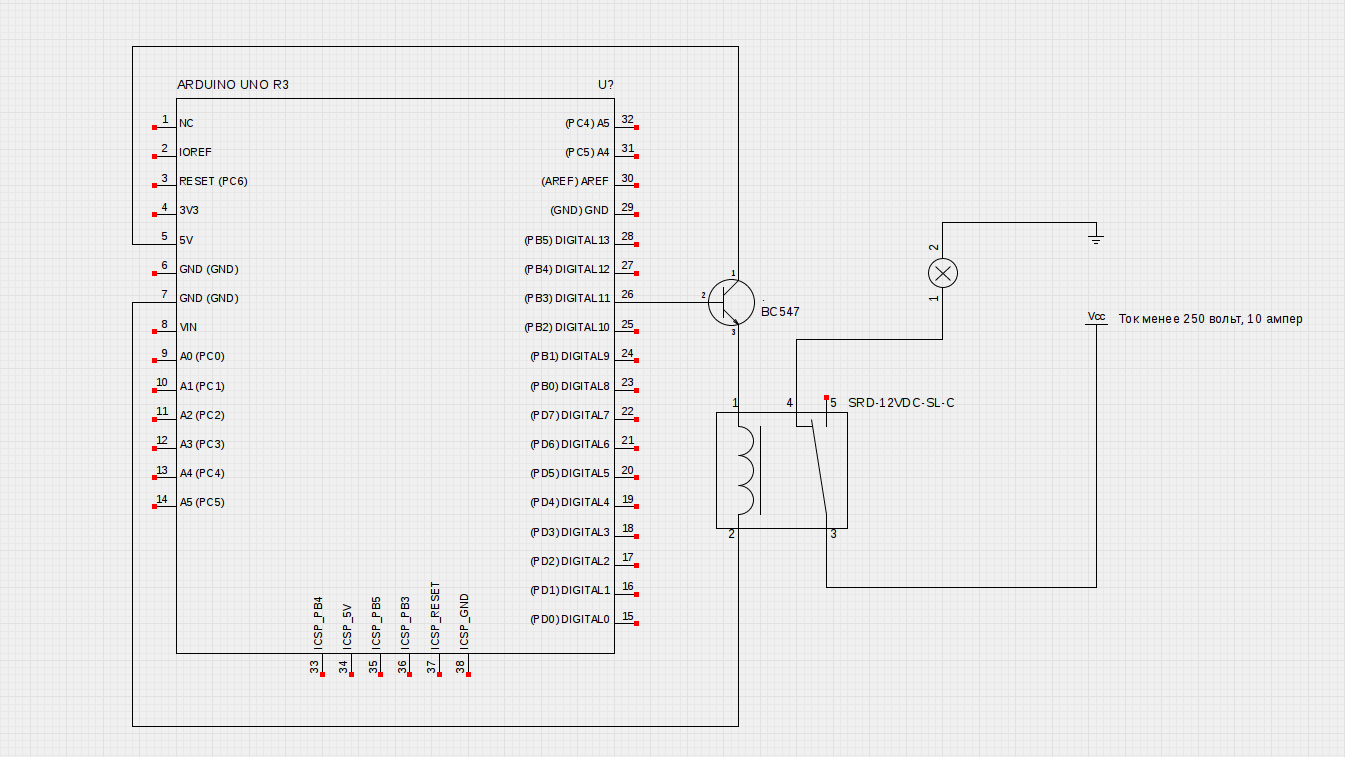 ARDUINO UNO R3
U?
1 NC
2 IOREF
3 RESET (PC6)
4 3V3
5 5V
6 GND (GND)
7 GND (GND)
8 VIN
9 A0 (PC0)
10 A1 (PC1)
11 A2 (PC2)
12 A3 (PC3)
13 A4 (PC4)
14 A5 (PC5)
(PC4) A5 32
(PC5) A4 31
(AREF) AREF 30
(GND) GND 29
(PB5) DIGITAL13 28
(PB4) DIGITAL12 27
(PB3) DIGITAL11 26
(PB2) DIGITAL10 25
(PB1) DIGITAL9 24
(PB0) DIGITAL8 23
(PD7) DIGITAL7 22
(PD6) DIGITAL6 21
(PD5) DIGITAL5 20
(PD4) DIGITAL4 19
(PD3) DIGITAL3 18
(PD2) DIGITAL2 17
(PD1) DIGITAL1 16
(PD0) DIGITAL0 15
33 ICSP_PB4
34 ICSP_5V
35 ICSP_PB5
36 ICSP_PB3
37 ICSP_RESET
38 ICSP_GND
1
2
3
BC547
2
1
Vcc
Ток менее 250 вольт, 10 ампер
1
4
5
SRD-12VDC-SL-C
2
3